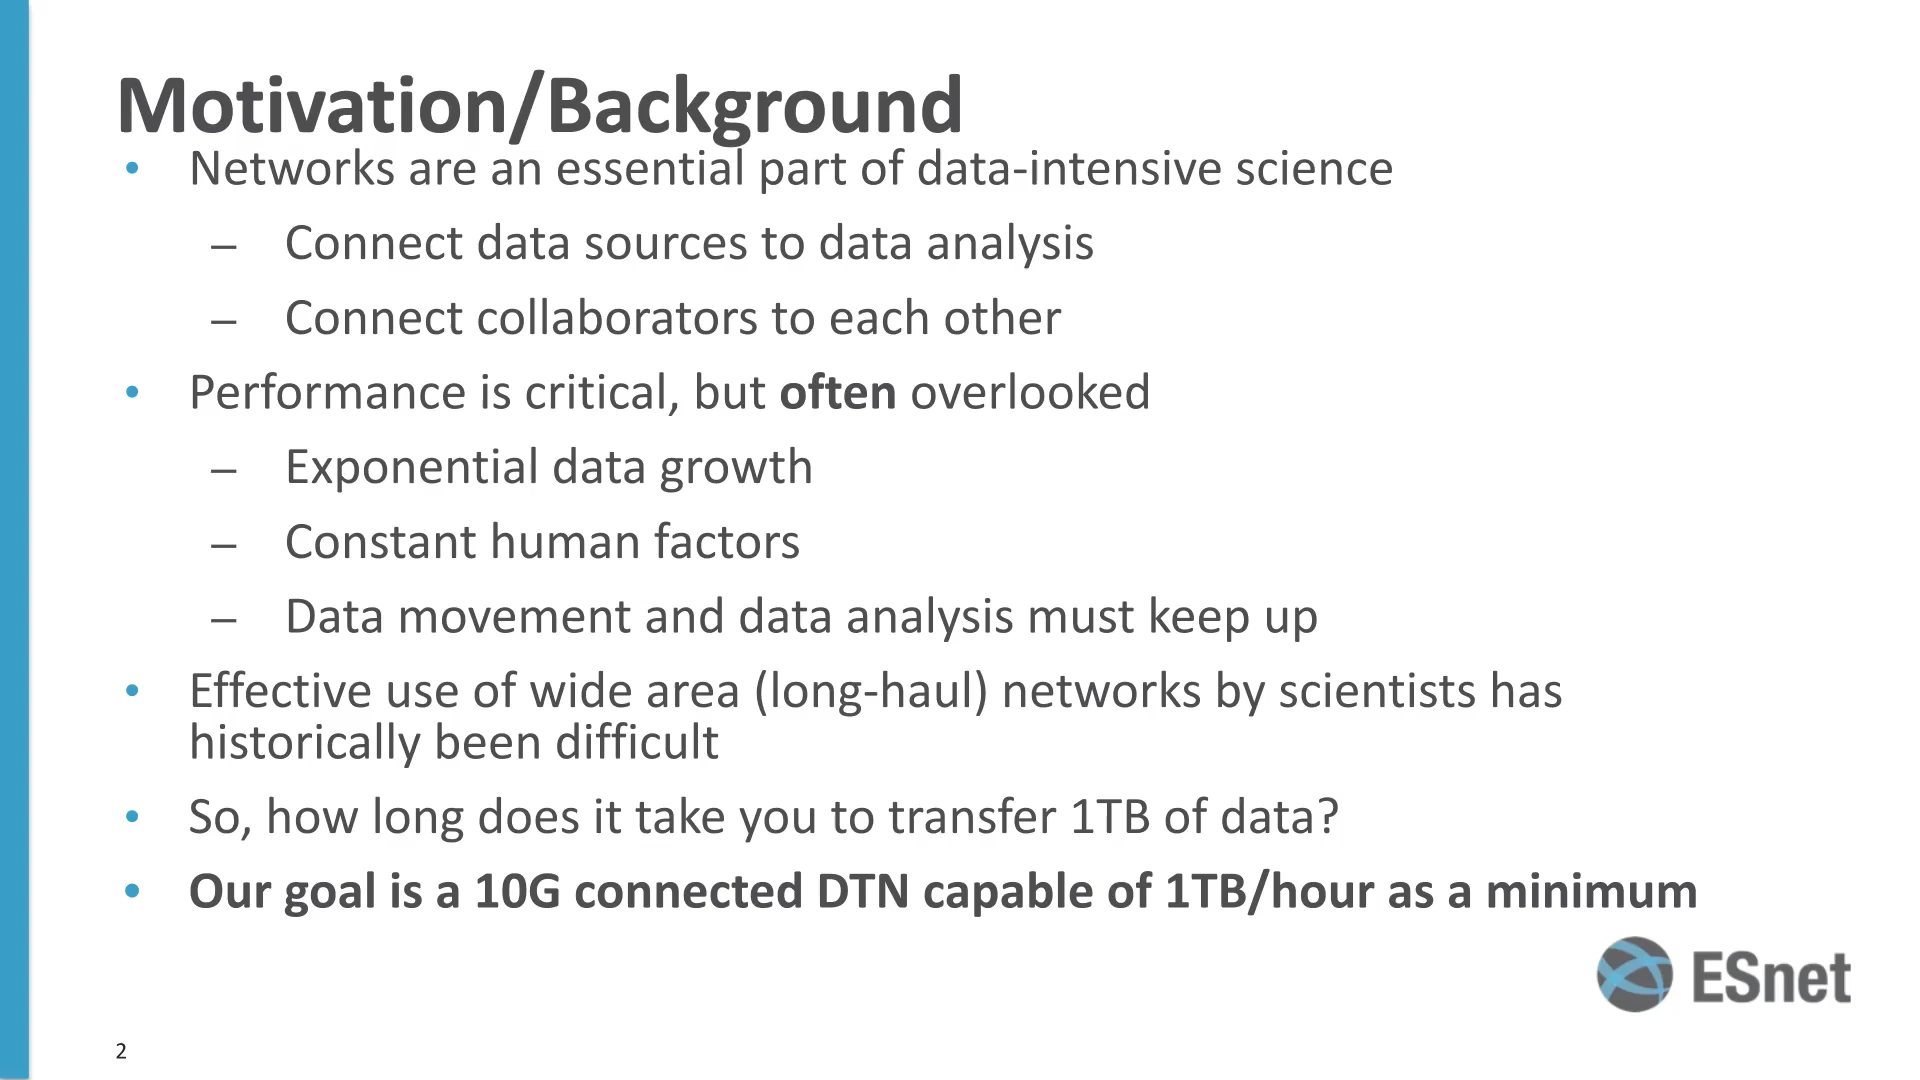 Motivation/Background
• Networks are an essential part of data-intensive science
– Connect data sources to data analysis
– Connect collaborators to each other
• Performance is critical, but often overlooked
– Exponential data growth
– Constant human factors
– Data movement and data analysis must keep up
• Effective use of wide area (long-haul) networks by scientists has
historically been difficult
• So, how long does it take you to transfer 1TB of data?
• Our goal is a 10G connected DTN capable of 1TB/hour as a minimum
ESnet
2